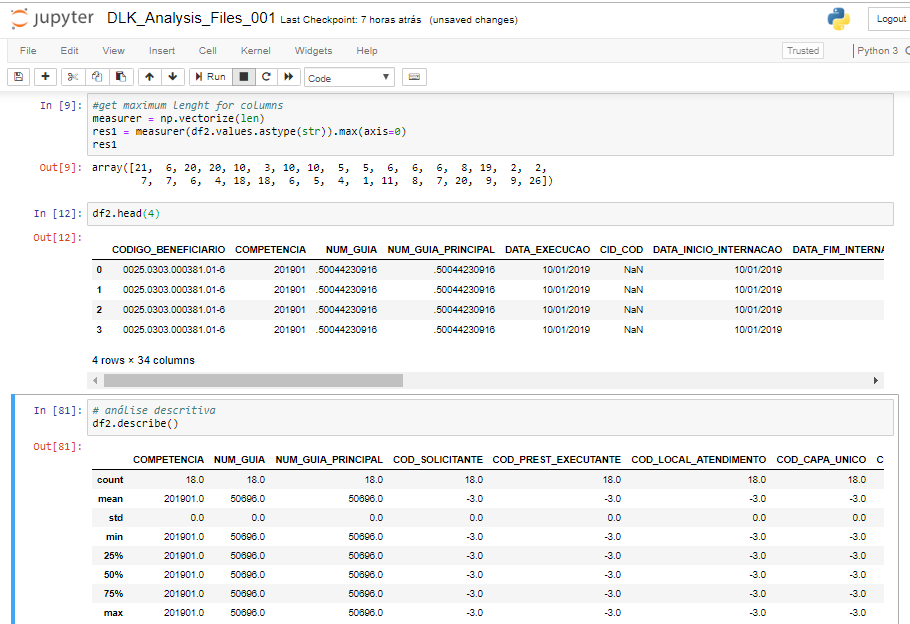 jupyter DLK_Analysis_Files_001 Last Checkpoint: 7 horas atrás (unsaved changes) Logout
File Edit View Insert Cell Kernel Widgets Help Trusted Python 3
Run Code
In [9]: #get maximum lenght for columns
measurer = np.vectorize(len)
res1 = measurer(df2.values.astype(str)).max(axis=0)
res1
Out[9]: array([21, 6, 20, 20, 10, 3, 10, 10, 5, 5, 6, 6, 6, 8, 19, 2, 2,
7, 7, 6, 4, 18, 18, 6, 5, 4, 1, 11, 8, 7, 20, 9, 9, 26])
In [12]: df2.head(4)
Out[12]:
CODIGO_BENEFICIARIO COMPETENCIA NUM_GUIA NUM_GUIA_PRINCIPAL DATA_EXECUCAO CID_COD DATA_INICIO_INTERNACAO DATA_FIM_INTERNA
0 0025.0303.000381.01-6 201901 .50044230916 .50044230916 10/01/2019 NaN 10/01/2019
1 0025.0303.000381.01-6 201901 .50044230916 .50044230916 10/01/2019 NaN 10/01/2019
2 0025.0303.000381.01-6 201901 .50044230916 .50044230916 10/01/2019 NaN 10/01/2019
3 0025.0303.000381.01-6 201901 .50044230916 .50044230916 10/01/2019 NaN 10/01/2019
4 rows × 34 columns
In [81]: # análise descritiva
df2.describe()
Out[81]:
COMPETENCIA NUM_GUIA NUM_GUIA_PRINCIPAL COD_SOLICITANTE COD_PREST_EXECUTANTE COD_LOCAL_ATENDIMENTO COD_CAPA_UNICO C
count 18.0 18.0 18.0 18.0 18.0 18.0 18.0
mean 201901.0 50696.0 50696.0 -3.0 -3.0 -3.0 -3.0
std 0.0 0.0 0.0 0.0 0.0 0.0 0.0
min 201901.0 50696.0 50696.0 -3.0 -3.0 -3.0 -3.0
25% 201901.0 50696.0 50696.0 -3.0 -3.0 -3.0 -3.0
50% 201901.0 50696.0 50696.0 -3.0 -3.0 -3.0 -3.0
75% 201901.0 50696.0 50696.0 -3.0 -3.0 -3.0 -3.0
max 201901.0 50696.0 50696.0 -3.0 -3.0 -3.0 -3.0